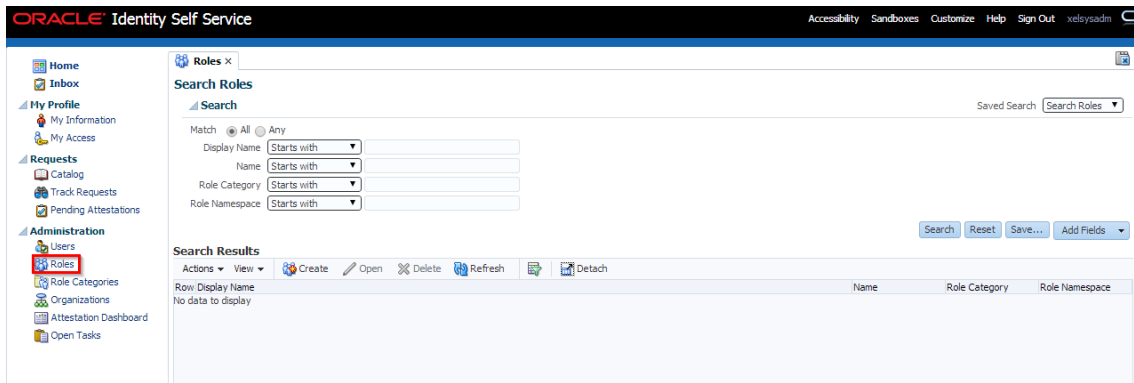 ORACLE Identity Self Service
Accessibility Sandboxes Customize Help Sign Out xelsysadm
Home
Inbox
My Profile
My Information
My Access
Requests
Catalog
Track Requests
Pending Attestations
Administration
Users
Roles
Role Categories
Organizations
Attestation Dashboard
Open Tasks
Roles ×
Search Roles
Search
Saved Search Search Roles
Match All Any
Display Name Starts with
Name Starts with
Role Category Starts with
Role Namespace Starts with
Search Reset Save... Add Fields
Search Results
Actions View Create Open Delete Refresh Detach
Row Display Name Name Role Category Role Namespace
No data to display